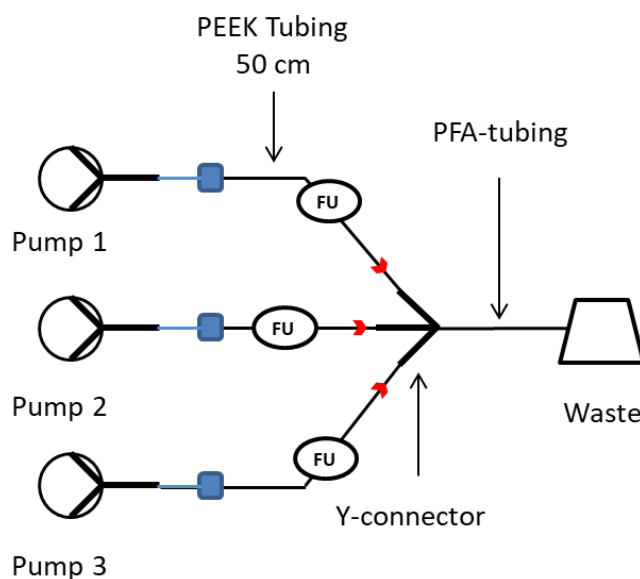 PEEK Tubing
50 cm
PFA-tubing
FU
Pump 1
FU
Pump 2
Waste
FU
Y-connector
Pump 3